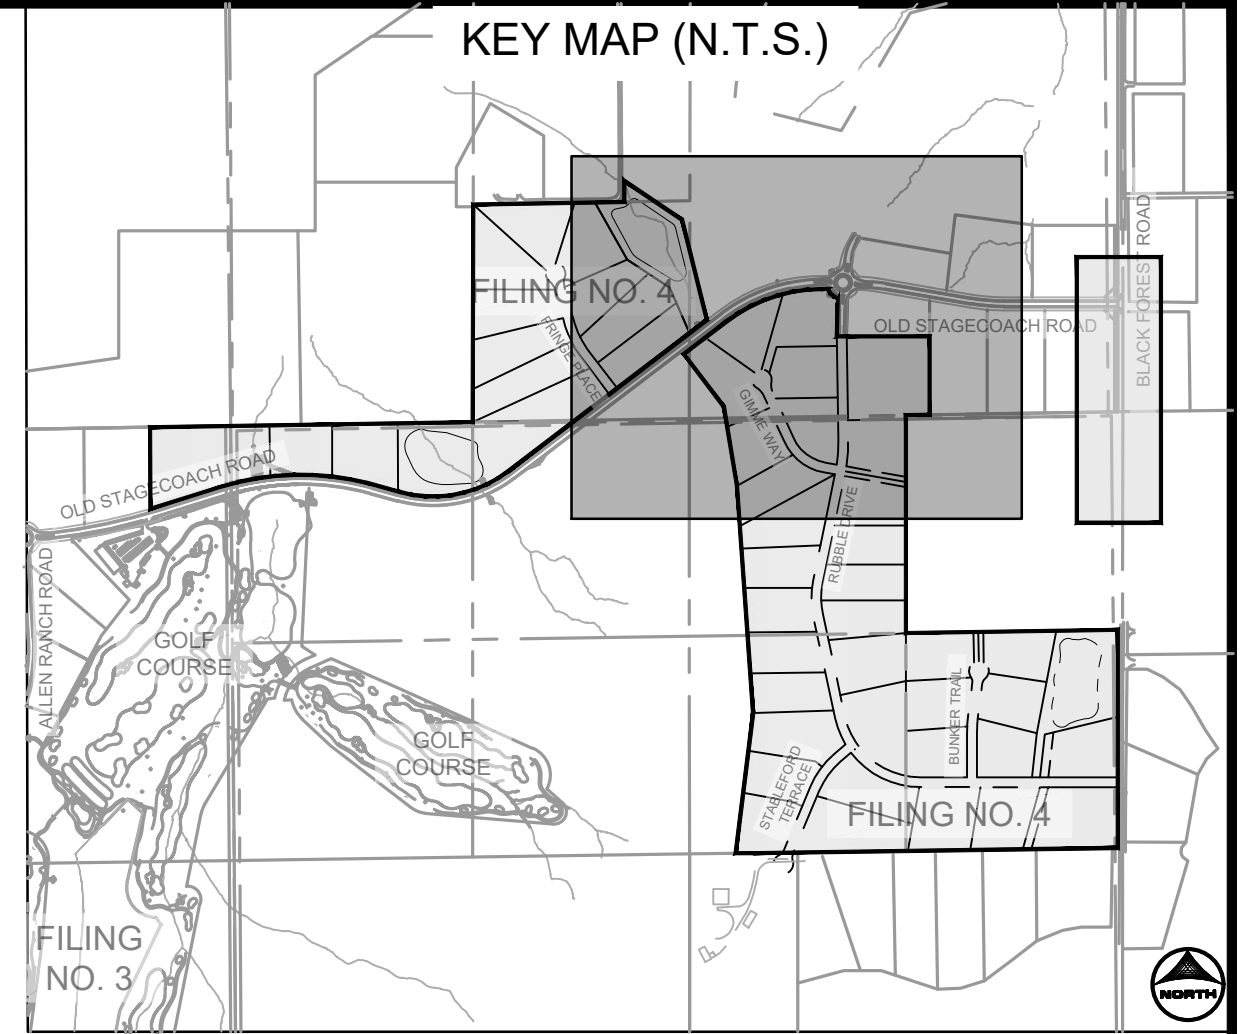 KEY MAP (N.T.S.)
BLACK FOREST ROAD
FILING NO. 4
OLD STAGECOACH ROAD
FRINGE PLACE
GIMME WAY
OLD STAGECOACH ROAD
RUBBLE DRIVE
ALLEN RANCH ROAD
GOLF
COURSE
BUNKER TRAIL
GOLF
COURSE
STABLEFORD
TERRACE
FILING NO. 4
FILING
NO. 3
NORTH